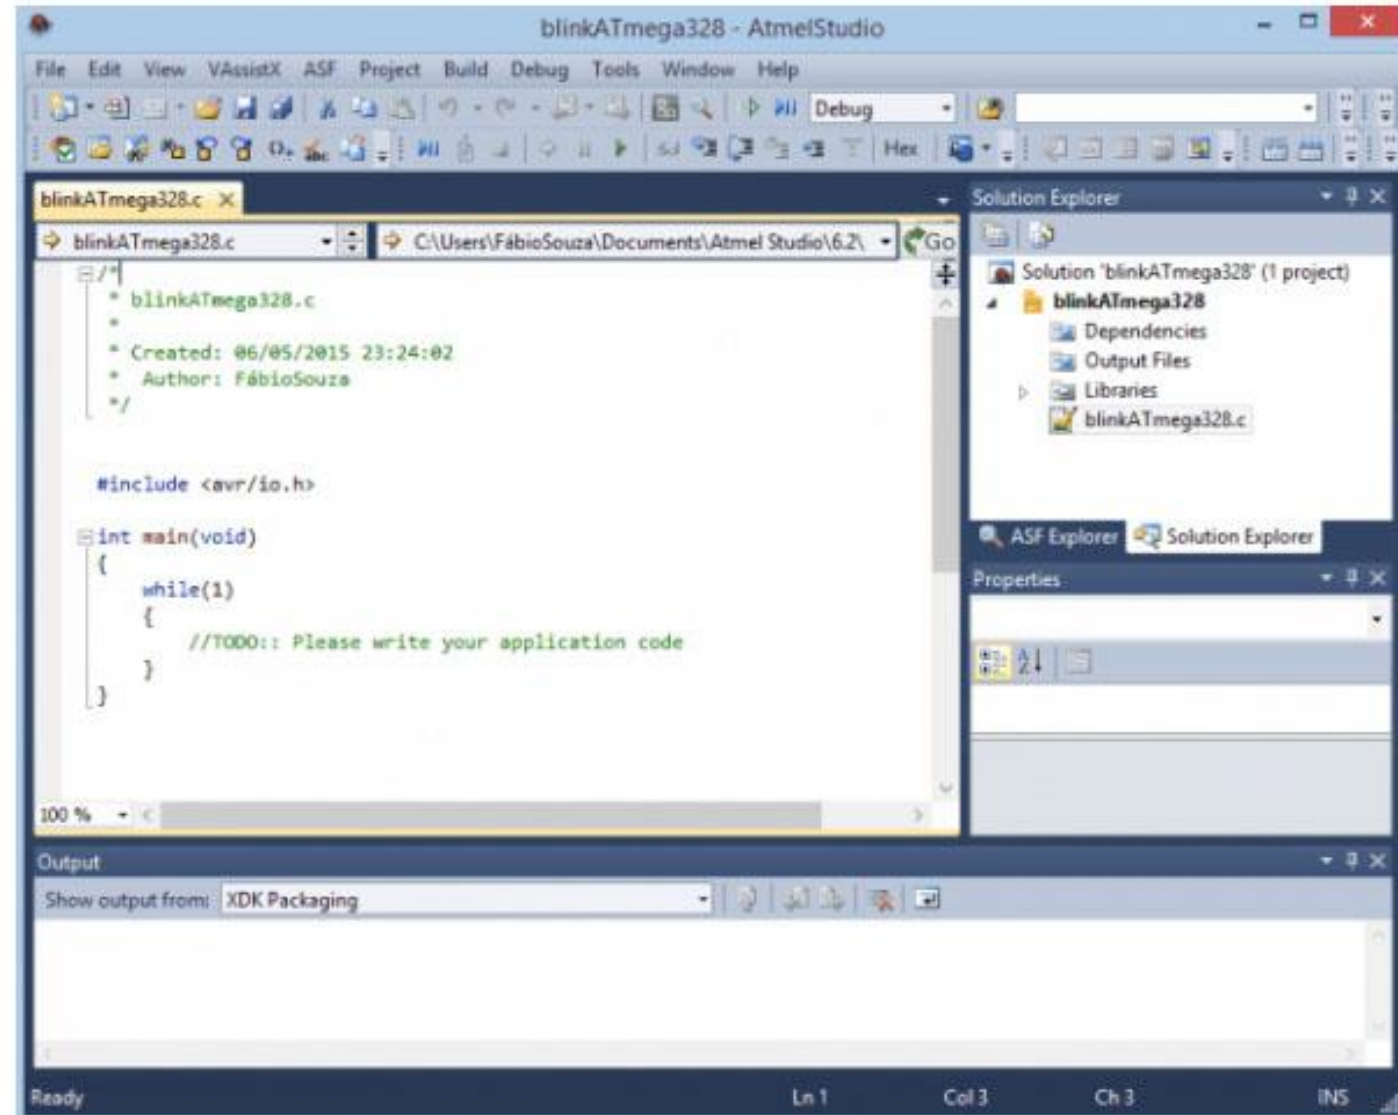 blinkATmega328 - AtmelStudio
File Edit View VAssistX ASF Project Build Debug Tools Window Help
Debug
Hex
blinkATmega328.c
blinkATmega328.c C:\Users\FábioSouza\Documents\Atmel Studio\6.2\ Go
/*
* blinkATmega328.c
*
* Created: 06/05/2015 23:24:02
* Author: FábioSouza
*/
#include <avr/io.h>
int main(void)
{
while(1)
{
//TODO:: Please write your application code
}
}
100 %
Solution Explorer
Solution 'blinkATmega328' (1 project)
blinkATmega328
Dependencies
Output Files
Libraries
blinkATmega328.c
ASF Explorer Solution Explorer
Properties
Output
Show output from: XDK Packaging
Ready Ln 1 Col 3 Ch 3 INS